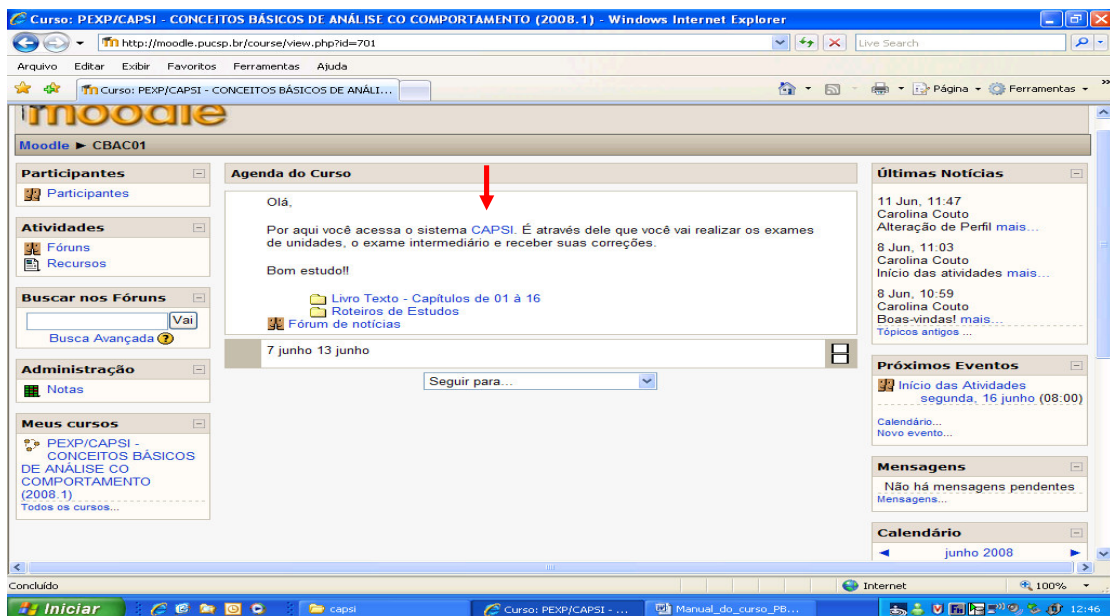 Curso: PEXP/CAPSI - CONCEITOS BÁSICOS DE ANÁLISE CO COMPORTAMENTO (2008.1) - Windows Internet Explorer
http://moodle.pucsp.br/course/view.php?id=701
Live Search
Arquivo Editar Exibir Favoritos Ferramentas Ajuda
Curso: PEXP/CAPSI - CONCEITOS BÁSICOS DE ANÁLI...
Página Ferramentas
moodle
Moodle ► CBAC01
Participantes
Participantes
Atividades
Fóruns
Recursos
Buscar nos Fóruns
Vai
Busca Avançada
Administração
Notas
Meus cursos
PEXP/CAPSI -
CONCEITOS BÁSICOS
DE ANÁLISE CO
COMPORTAMENTO
(2008.1)
Todos os cursos...
Agenda do Curso
Olá,
Por aqui você acessa o sistema CAPSI. É através dele que você vai realizar os exames
de unidades, o exame intermediário e receber suas correções.
Bom estudo!!
Livro Texto - Capítulos de 01 à 16
Roteiros de Estudos
Fórum de notícias
7 junho 13 junho
Seguir para...
Últimas Notícias
11 Jun, 11:47
Carolina Couto
Alteração de Perfil mais...
8 Jun, 11:03
Carolina Couto
Início das atividades mais...
8 Jun, 10:59
Carolina Couto
Boas-vindas! mais...
Tópicos antigos ...
Próximos Eventos
Início das Atividades
segunda, 16 junho (08:00)
Calendário...
Novo evento...
Mensagens
Não há mensagens pendentes
Mensagens...
Calendário
◄ junho 2008 ►
Concluído
Internet
100%
Iniciar
capsi
Curso: PEXP/CAPSI - ...
Manual_do_curso_PB...
12:46